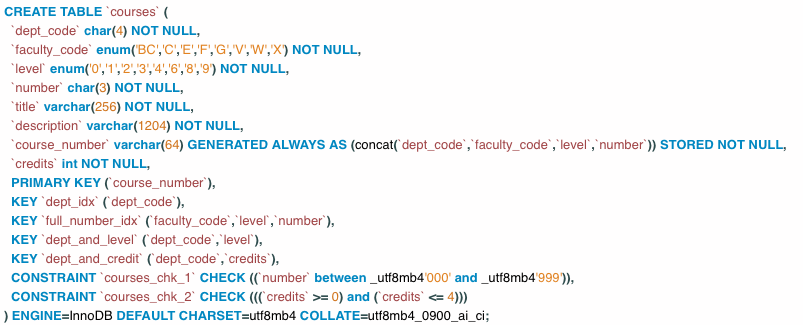 CREATE TABLE `courses` (
`dept_code` char(4) NOT NULL,
`faculty_code` enum('BC','C','E','F','G','V','W','X') NOT NULL,
`level` enum('0','1','2','3','4','6','8','9') NOT NULL,
`number` char(3) NOT NULL,
`title` varchar(256) NOT NULL,
`description` varchar(1204) NOT NULL,
`course_number` varchar(64) GENERATED ALWAYS AS (concat(`dept_code`,`faculty_code`,`level`,`number`)) STORED NOT NULL,
`credits` int NOT NULL,
PRIMARY KEY (`course_number`),
KEY `dept_idx` (`dept_code`),
KEY `full_number_idx` (`faculty_code`,`level`,`number`),
KEY `dept_and_level` (`dept_code`,`level`),
KEY `dept_and_credit` (`dept_code`,`credits`),
CONSTRAINT `courses_chk_1` CHECK ((`number` between _utf8mb4'000' and _utf8mb4'999')),
CONSTRAINT `courses_chk_2` CHECK (((`credits` >= 0) and (`credits` <= 4)))
) ENGINE=InnoDB DEFAULT CHARSET=utf8mb4 COLLATE=utf8mb4_0900_ai_ci;